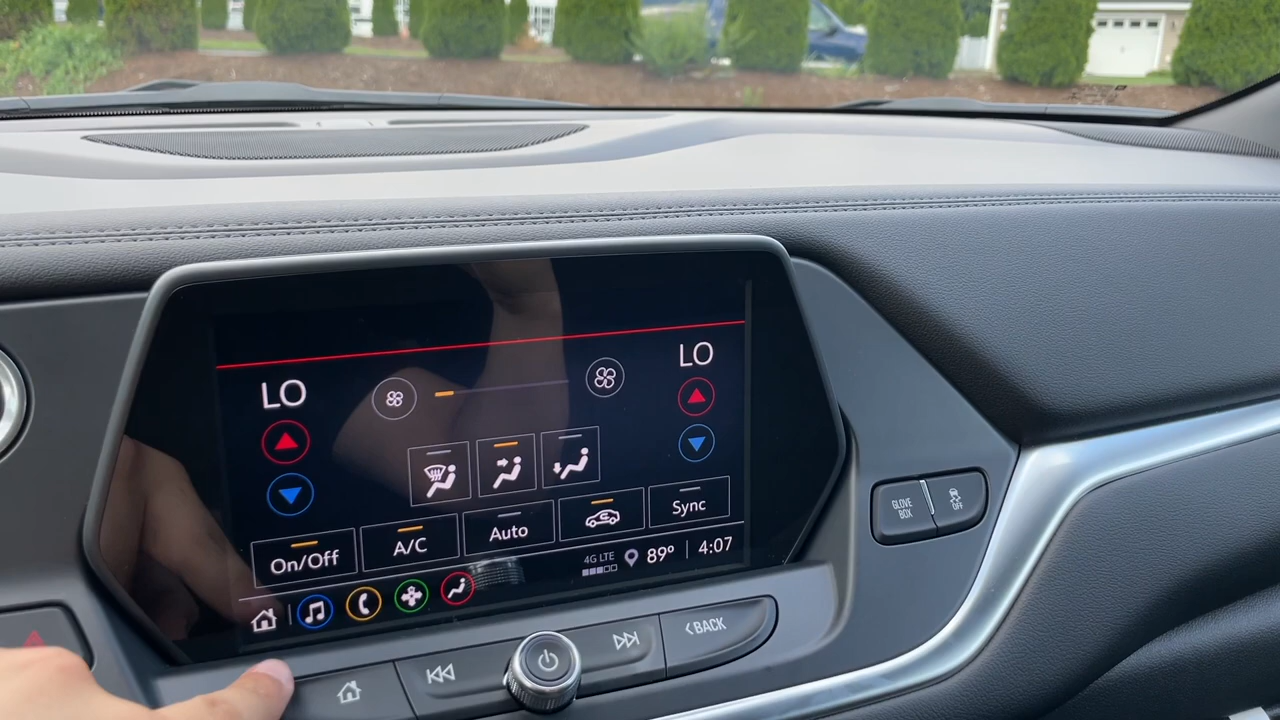 LO
LO
On/Off
A/C
Auto
Sync
4G LTE
89°
4:07
GLOVE
BOX
OFF
<BACK